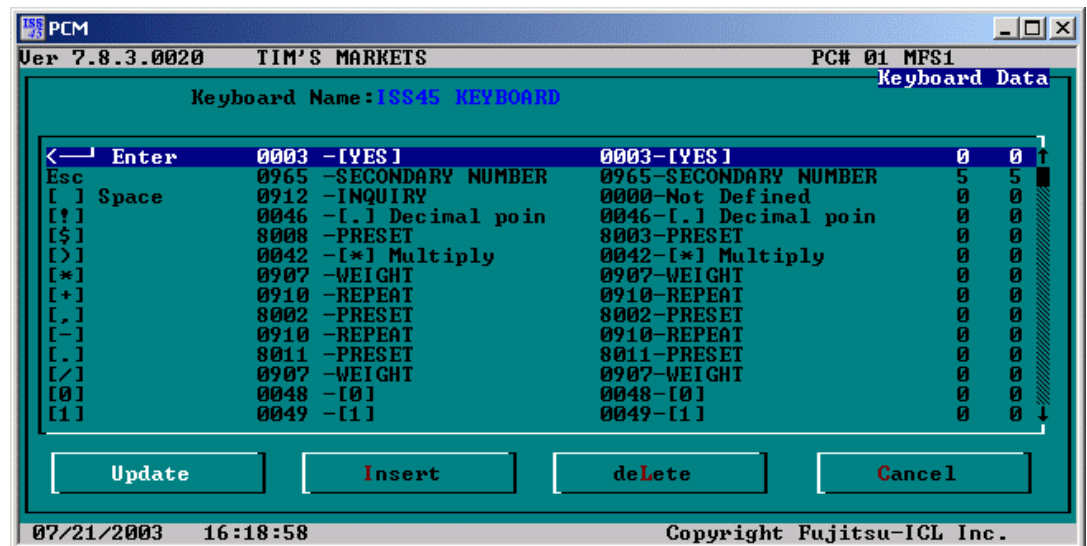 ISS 45 PCM
Ver 7.8.3.0020 TIM'S MARKETS PC# 01 MFS1
Keyboard Data
Keyboard Name:ISS45 KEYBOARD
<──┘ Enter 0003 -[YES] 0003-[YES] 0 0
Esc 0965 -SECONDARY NUMBER 0965-SECONDARY NUMBER 5 5
[ ] Space 0912 -INQUIRY 0000-Not Defined 0 0
[!] 0046 -[.] Decimal poin 0046-[.] Decimal poin 0 0
[$] 8008 -PRESET 8003-PRESET 0 0
[)] 0042 -[*] Multiply 0042-[*] Multiply 0 0
[*] 0907 -WEIGHT 0907-WEIGHT 0 0
[+] 0910 -REPEAT 0910-REPEAT 0 0
[,] 8002 -PRESET 8002-PRESET 0 0
[-] 0910 -REPEAT 0910-REPEAT 0 0
[.] 8011 -PRESET 8011-PRESET 0 0
[/] 0907 -WEIGHT 0907-WEIGHT 0 0
[0] 0048 -[0] 0048-[0] 0 0
[1] 0049 -[1] 0049-[1] 0 0
Update Insert deLete Cancel
07/21/2003 16:18:58 Copyright Fujitsu-ICL Inc.